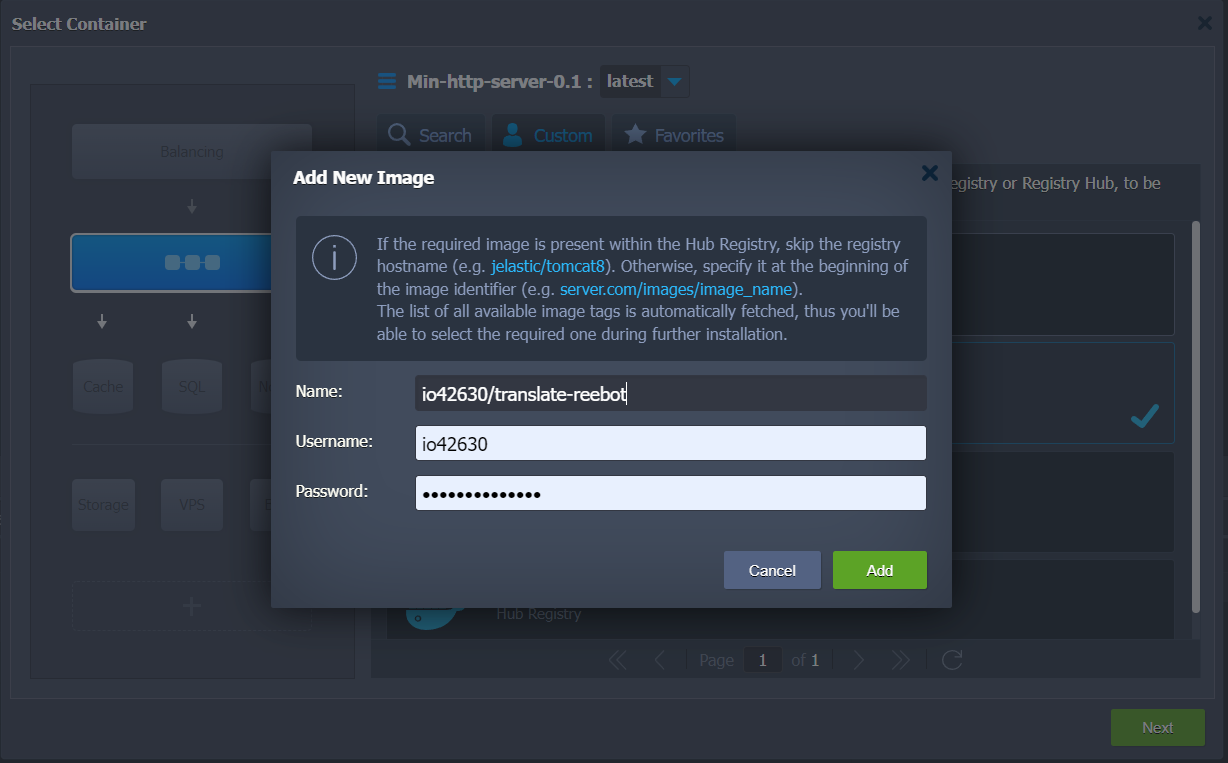 Select Container
Min-http-server-0.1 : latest
Search Custom Favorites
Balancing
egistry or Registry Hub, to be
Add New Image
If the required image is present within the Hub Registry, skip the registry
hostname (e.g. jelastic/tomcat8). Otherwise, specify it at the beginning of
the image identifier (e.g. server.com/images/image_name).
The list of all available image tags is automatically fetched, thus you'll be
able to select the required one during further installation.
Name: io42630/translate-reebot
Username: io42630
Password: ••••••••••••••
Cancel Add
Cache SQL
Storage VPS
Hub Registry
Page 1 of 1
Next